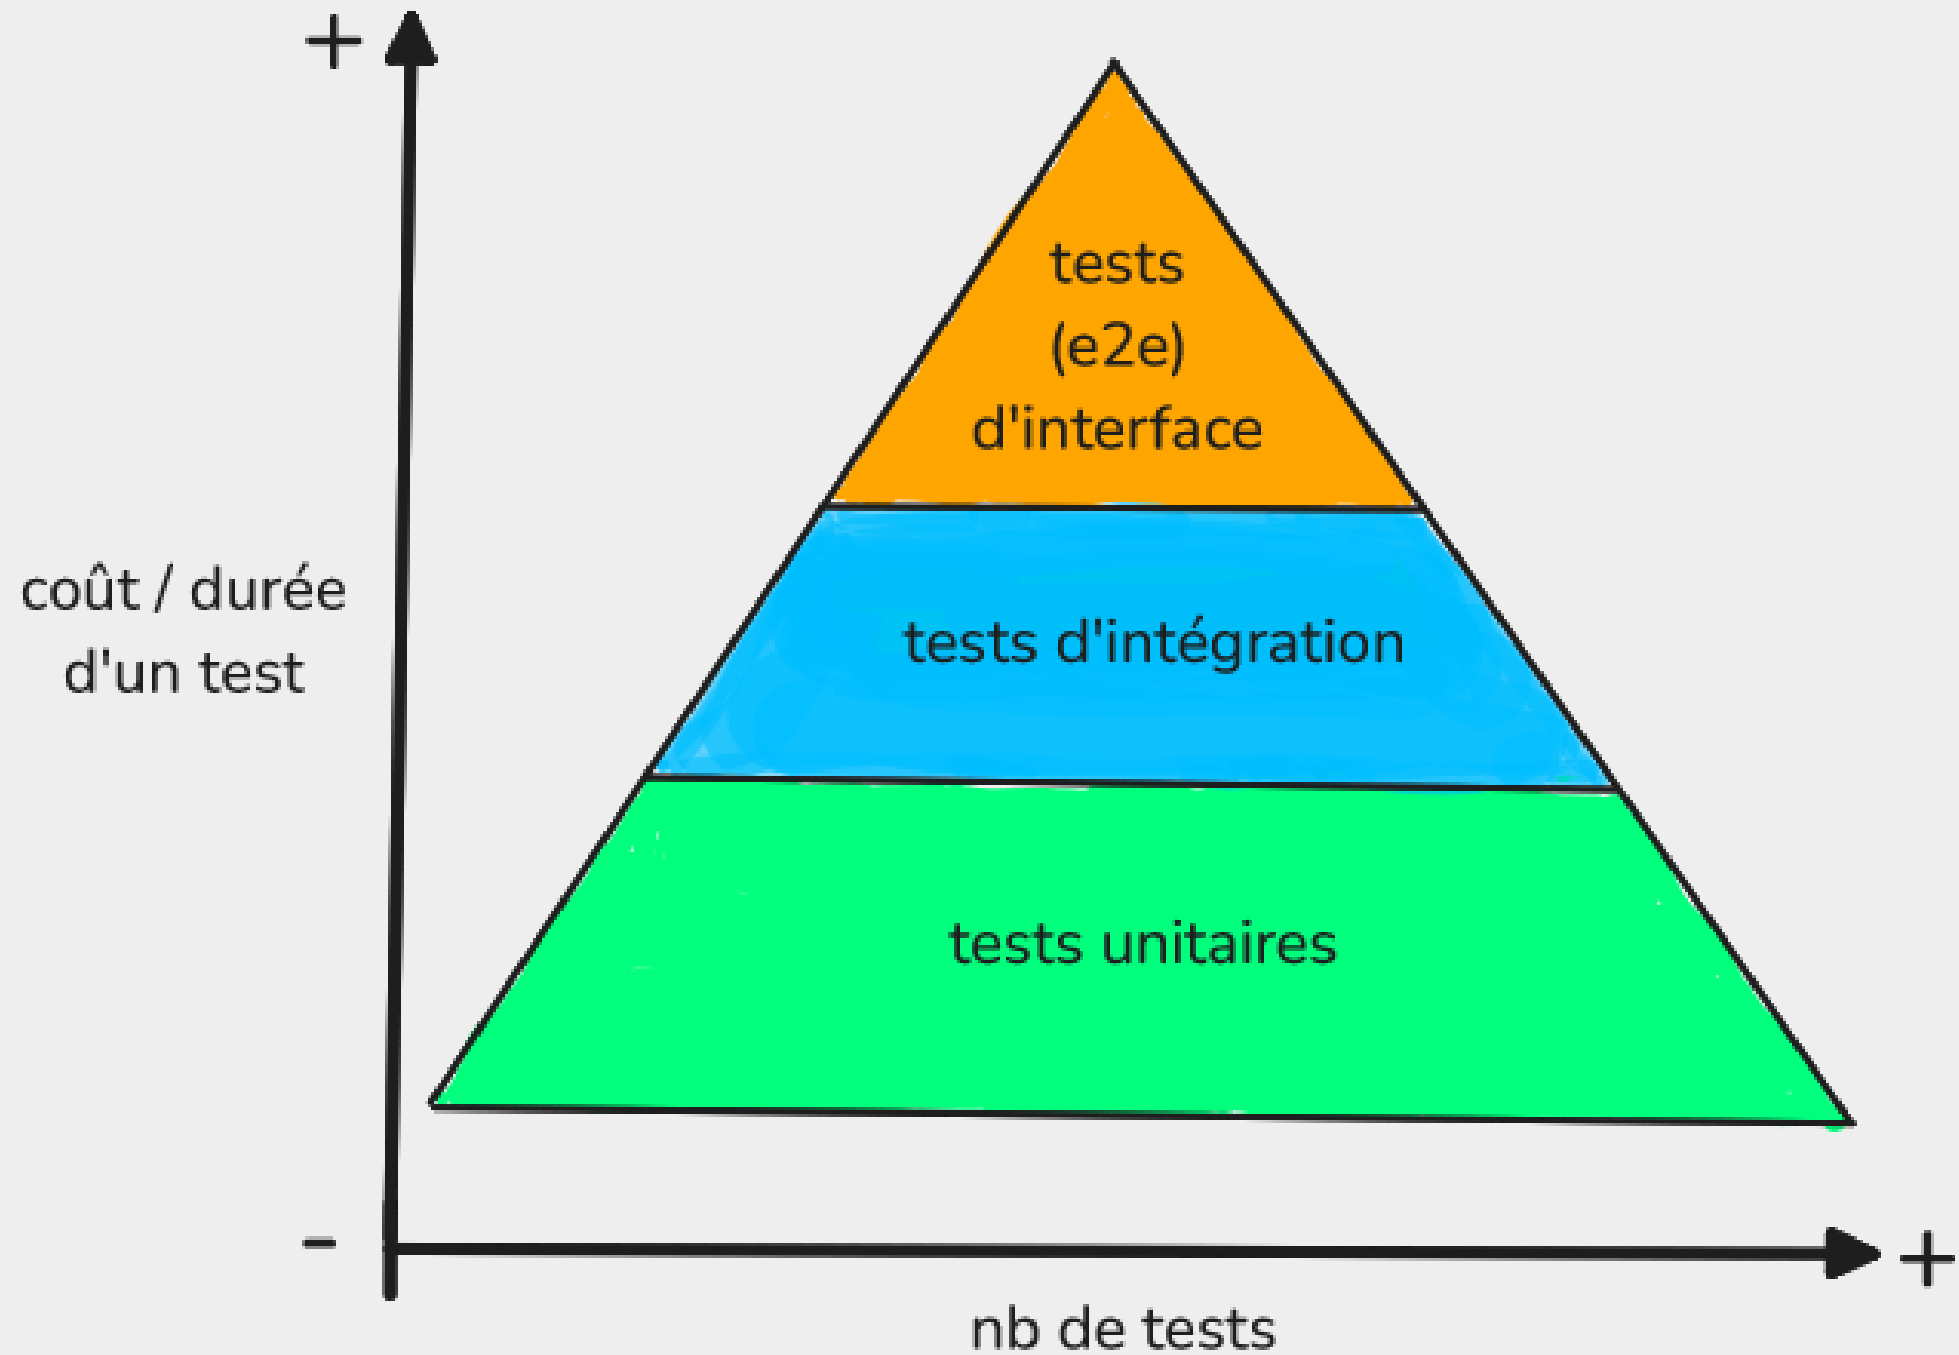 +
tests
(e2e)
d'interface
coût / durée
d'un test
tests d'intégration
tests unitaires
-
+
nb de tests